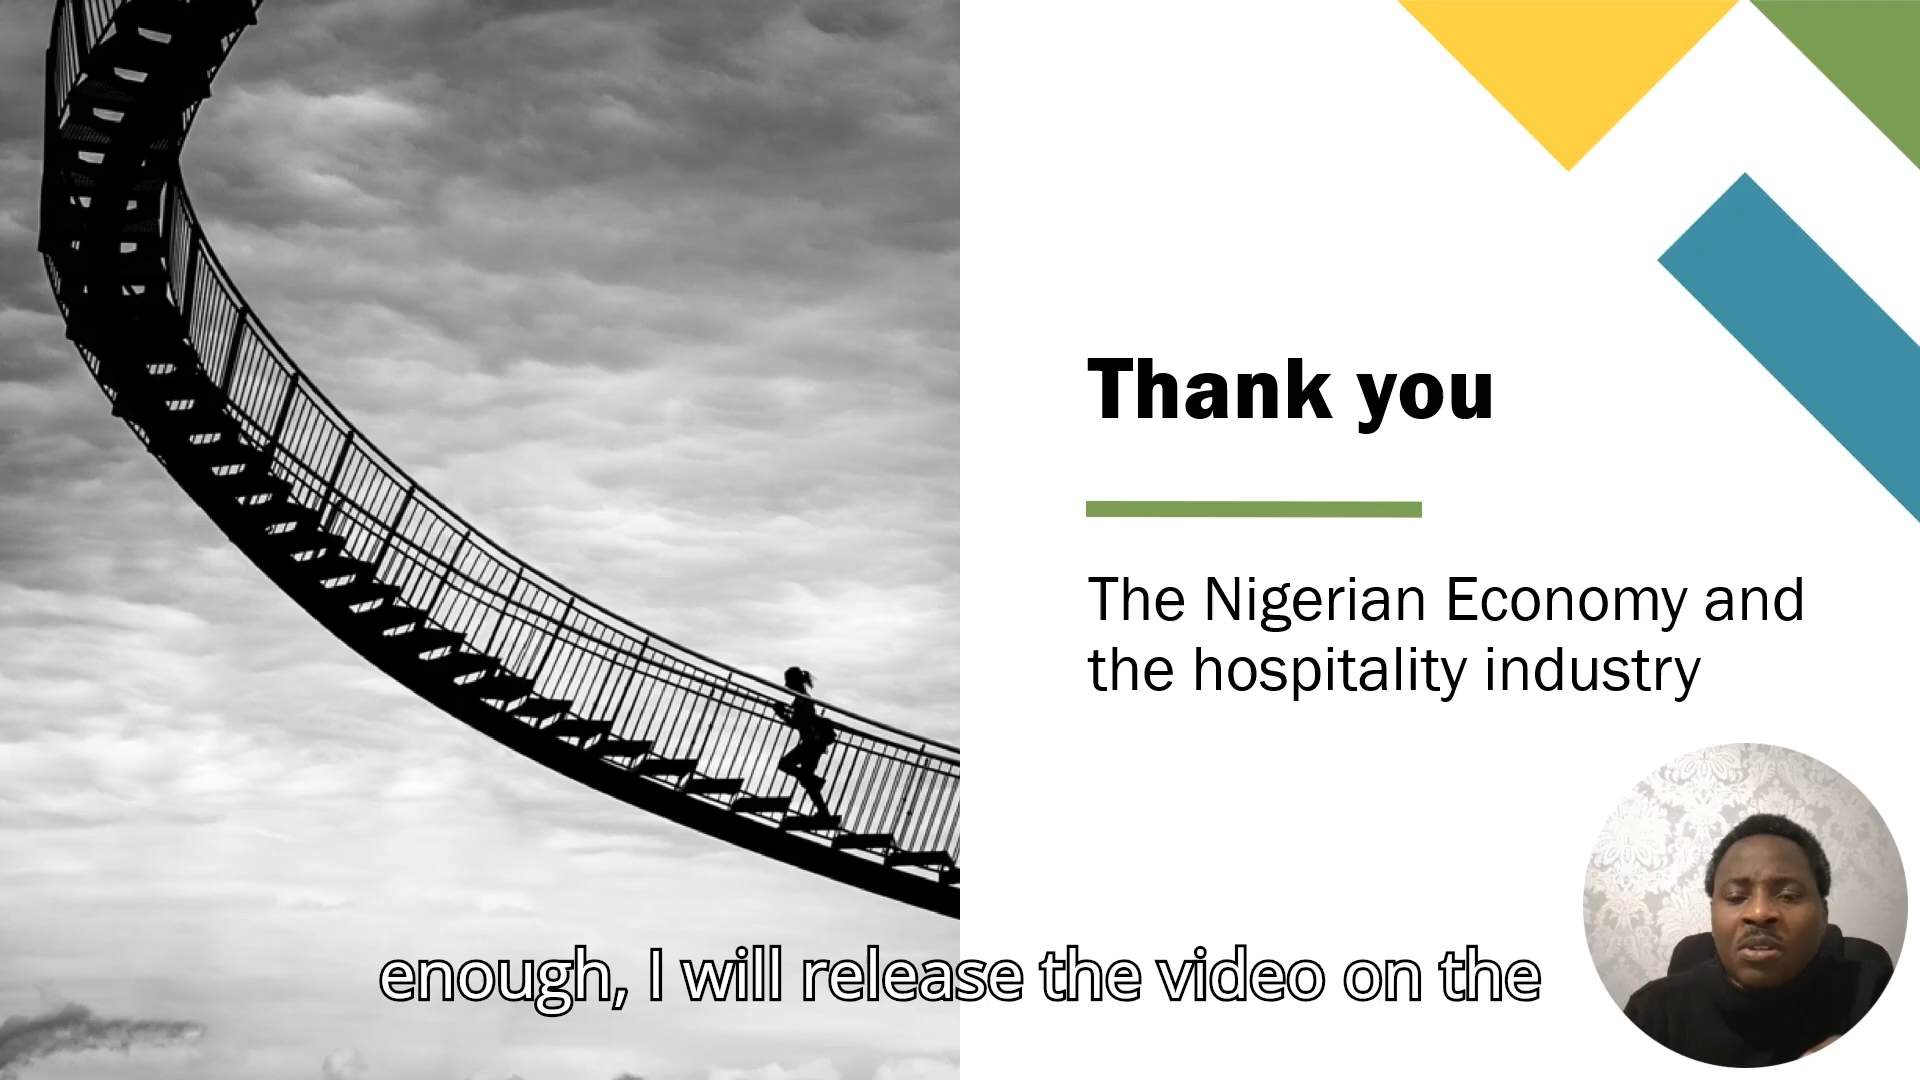 Thank you
The Nigerian Economy and
the hospitality industry
enough, I will release the video on the